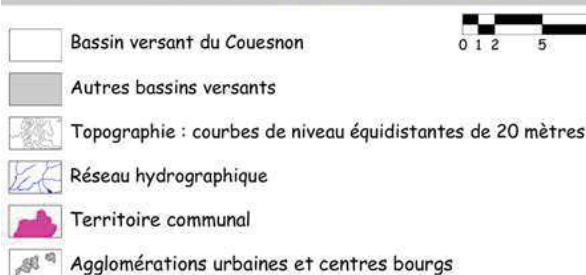 Bassin versant du Couesnon
0 1 2 5
Autres bassins versants
Topographie : courbes de niveau équidistantes de 20 mètres
Réseau hydrographique
Territoire communal
Agglomérations urbaines et centres bourgs